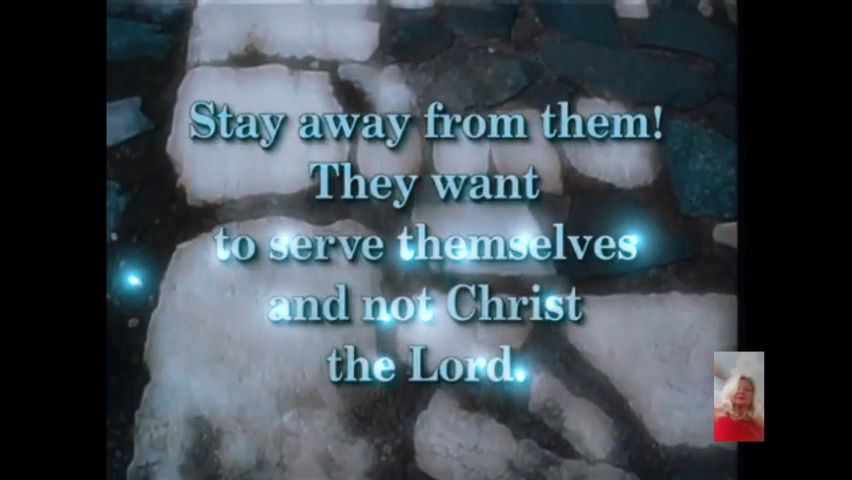 Stay away from them!
They want
to serve themselves
and not Christ
the Lord.